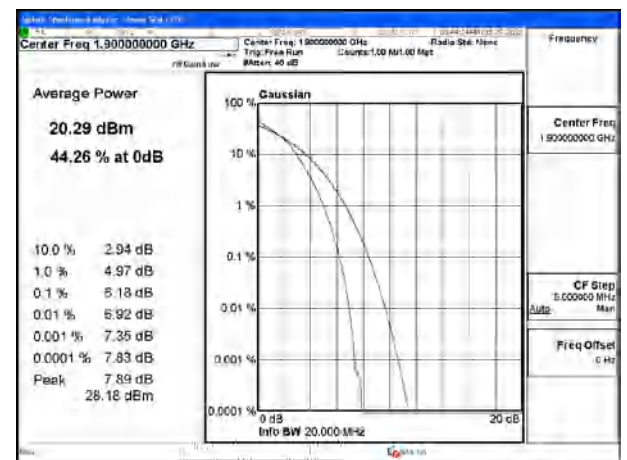 Center Freq 1.900000000 GHz
Center Freq: 1.900000000 GHz
Radio Std: None
Trig: Free Run
Counts:1.00 M/1.00 Mpt
#Atten: 40 dB
Frequency
Average Power
20.29 dBm
44.26 % at 0dB
10.0 % 2.94 dB
1.0 % 4.97 dB
0.1 % 6.18 dB
0.01 % 6.92 dB
0.001 % 7.35 dB
0.0001 % 7.83 dB
Peak 7.89 dB
28.18 dBm
Gaussian
100 %
10 %
1 %
0.1 %
0.01 %
0.001 %
0.0001 %
0 dB
20 dB
Info BW 20.000 MHz
Center Freq
1.900000000 GHz
CF Step
5.000000 MHz
Auto Man
Freq Offset
0 Hz